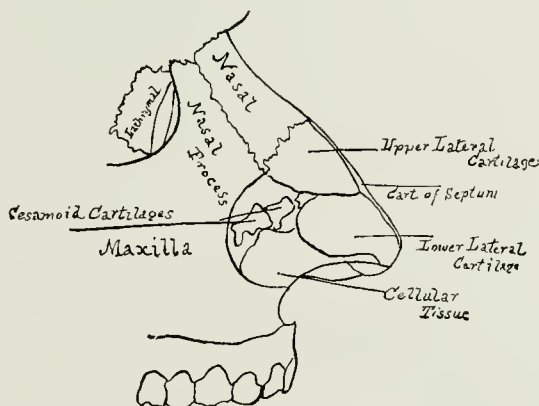 Nasal
Lachrymal
Nasal
Process
Upper Lateral
Cartilage
Cart. of Septum
Sesamoid Cartilages
Maxilla
Lower Lateral
Cartilage
Cellular
Tissue